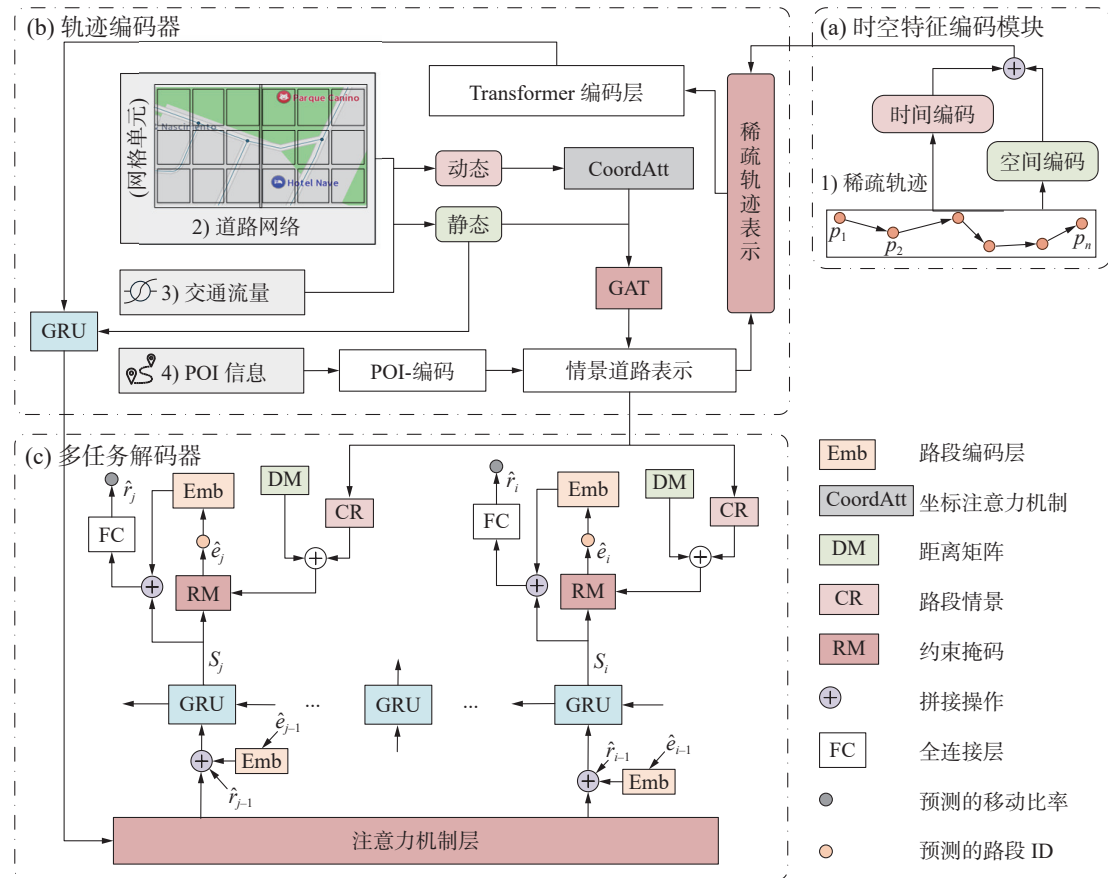 (b) 轨迹编码器
(a) 时空特征编码模块
Transformer 编码层
稀疏轨迹表示
时间编码
空间编码
1) 稀疏轨迹
p₁
p₂
pₙ
(网格单元)
Parque Canino
Nascimento
Hotel Nave
2) 道路网络
动态
CoordAtt
静态
3) 交通流量
GAT
GRU
4) POI 信息
POI-编码
情景道路表示
(c) 多任务解码器
r̂ⱼ
Emb
DM
FC
CR
êⱼ
RM
Sⱼ
r̂ᵢ
Emb
DM
FC
CR
êᵢ
RM
Sᵢ
GRU
...
GRU
...
GRU
êⱼ₋₁
Emb
r̂ⱼ₋₁
r̂ᵢ₋₁
êᵢ₋₁
Emb
注意力机制层
Emb 路段编码层
CoordAtt 坐标注意力机制
DM 距离矩阵
CR 路段情景
RM 约束掩码
拼接操作
FC 全连接层
预测的移动比率
预测的路段 ID